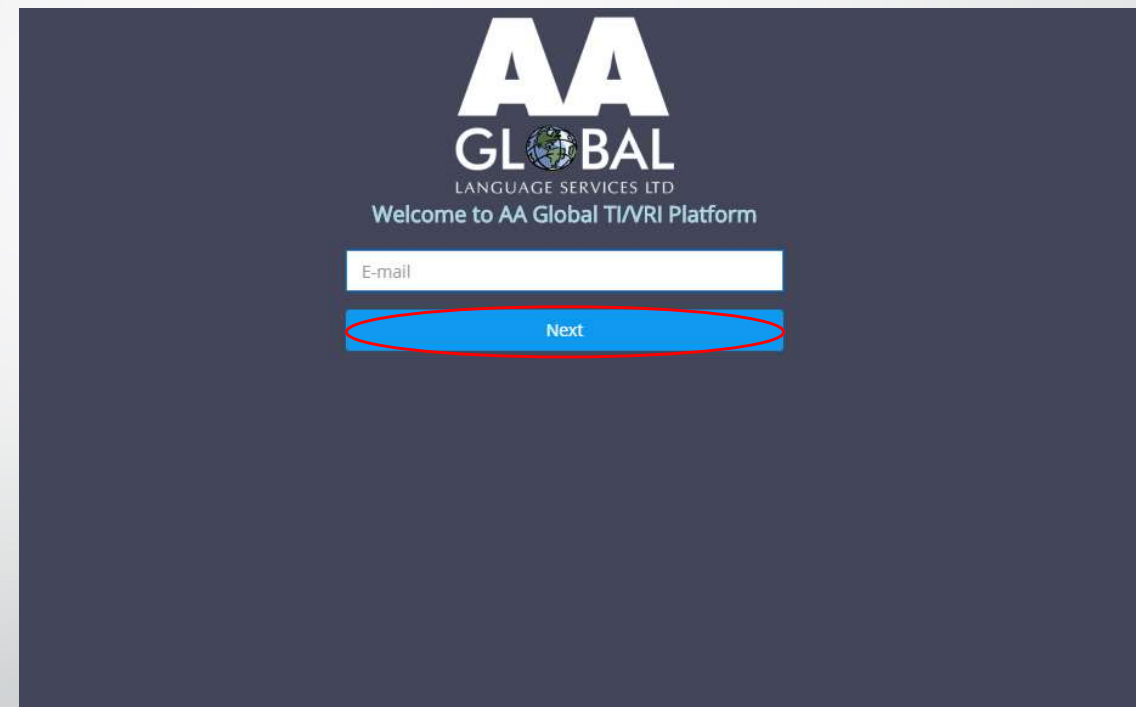 AA
GLOBAL
LANGUAGE SERVICES LTD
Welcome to AA Global TI/VRI Platform
E-mail
Next